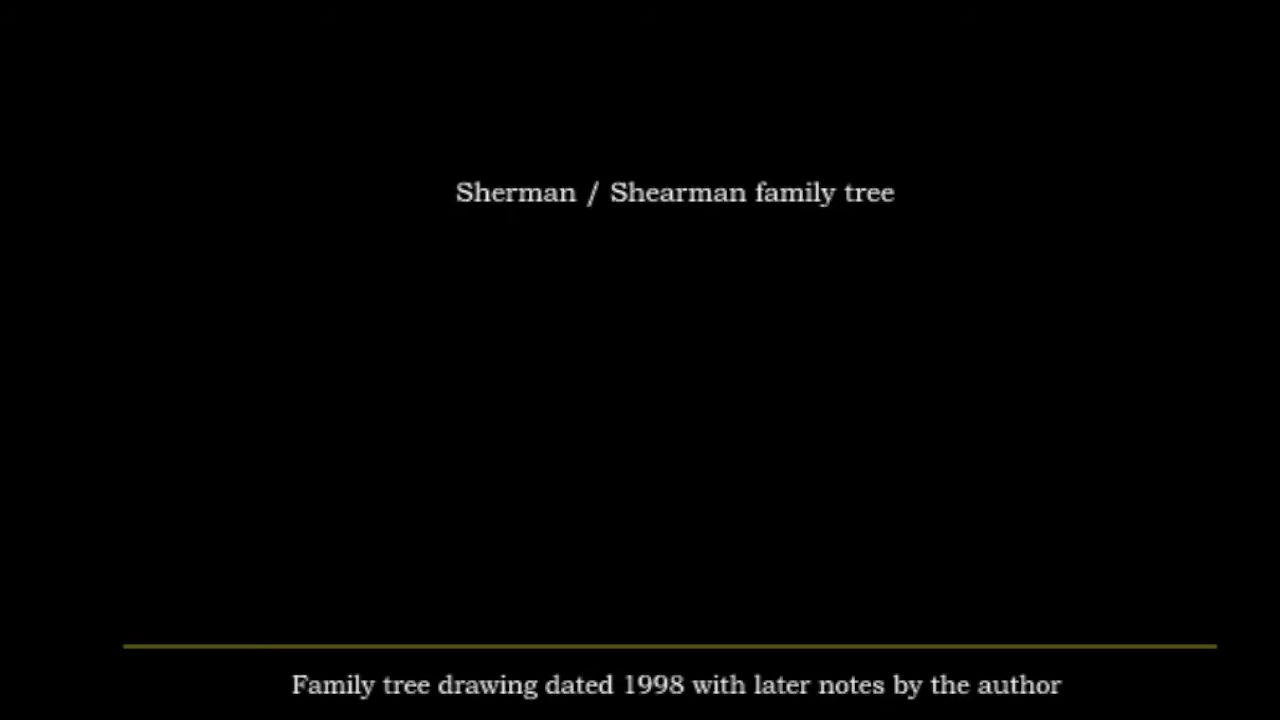 Sherman / Shearman family tree
Family tree drawing dated 1998 with later notes by the author